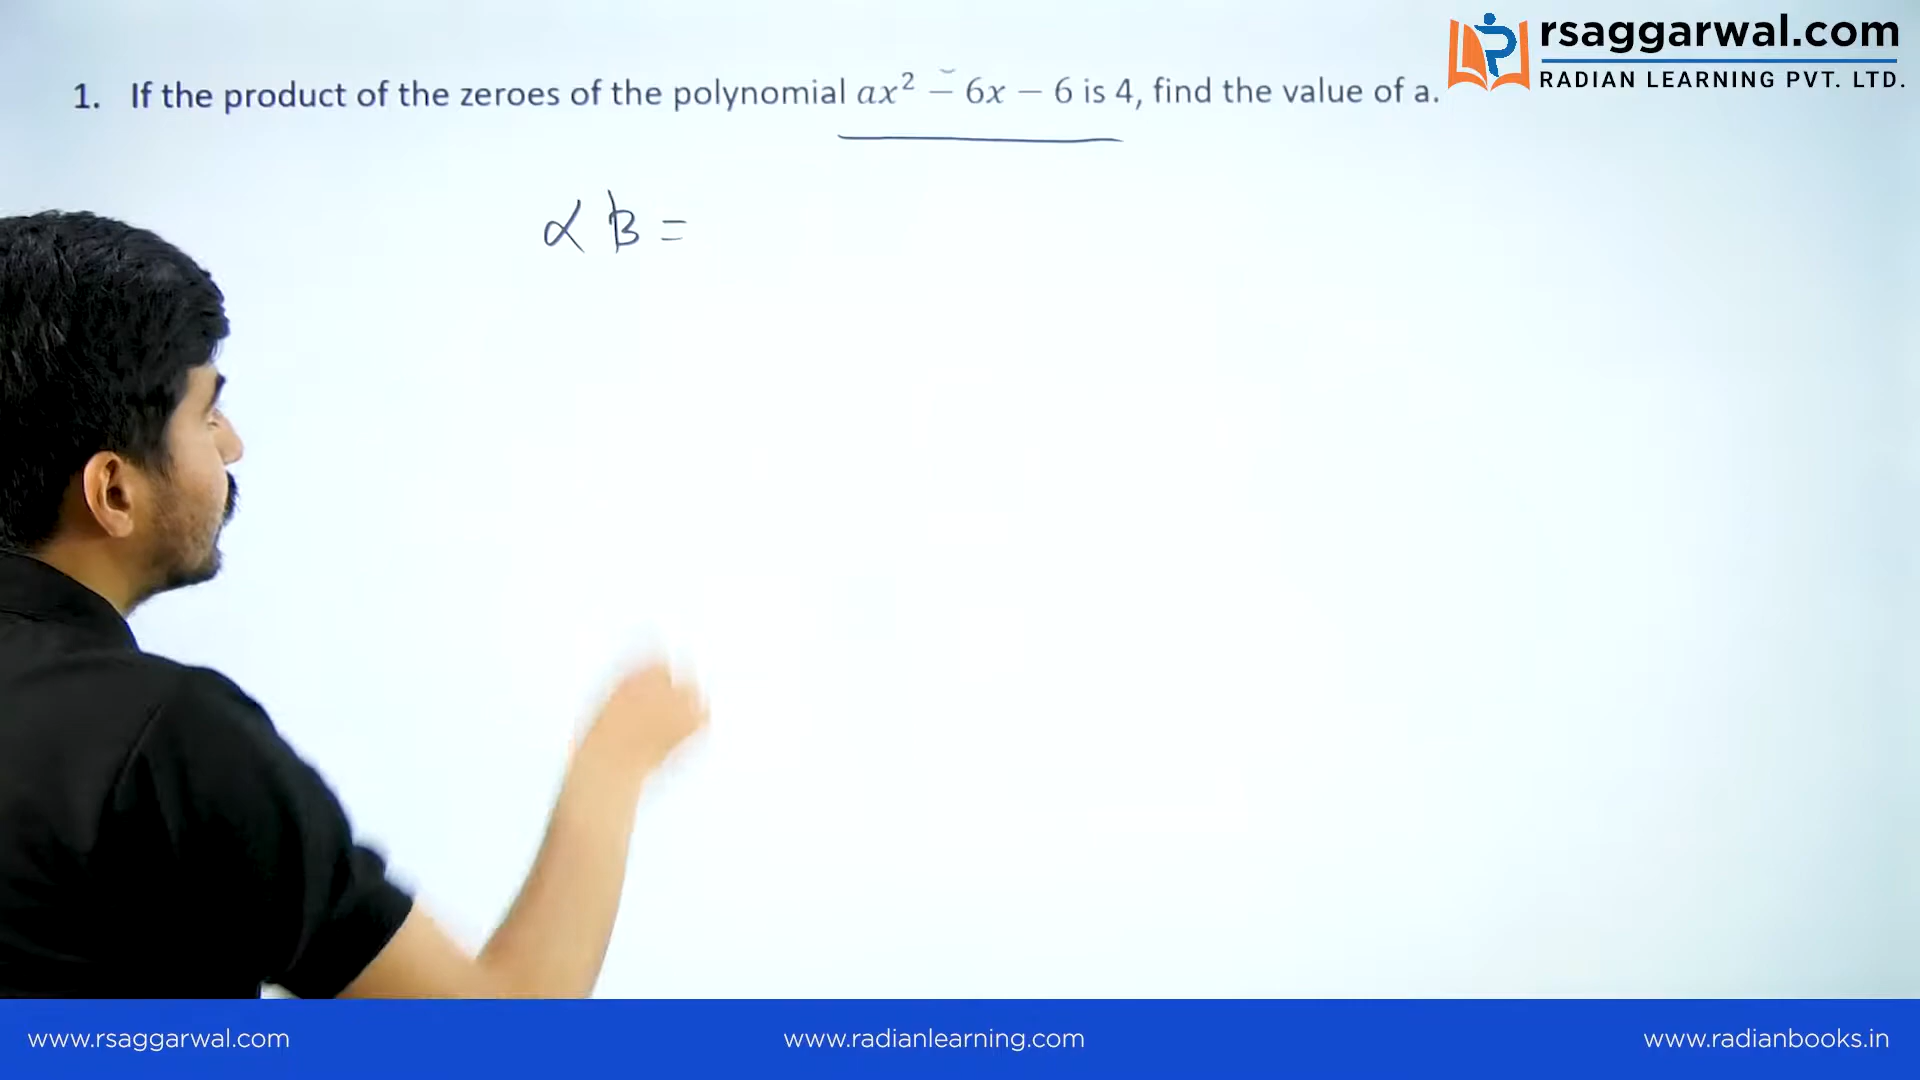 rsaggarwal.com
RADIAN LEARNING PVT. LTD.
1. If the product of the zeroes of the polynomial ax² − 6x − 6 is 4, find the value of a.
α β =
www.rsaggarwal.com
www.radianlearning.com
www.radianbooks.in